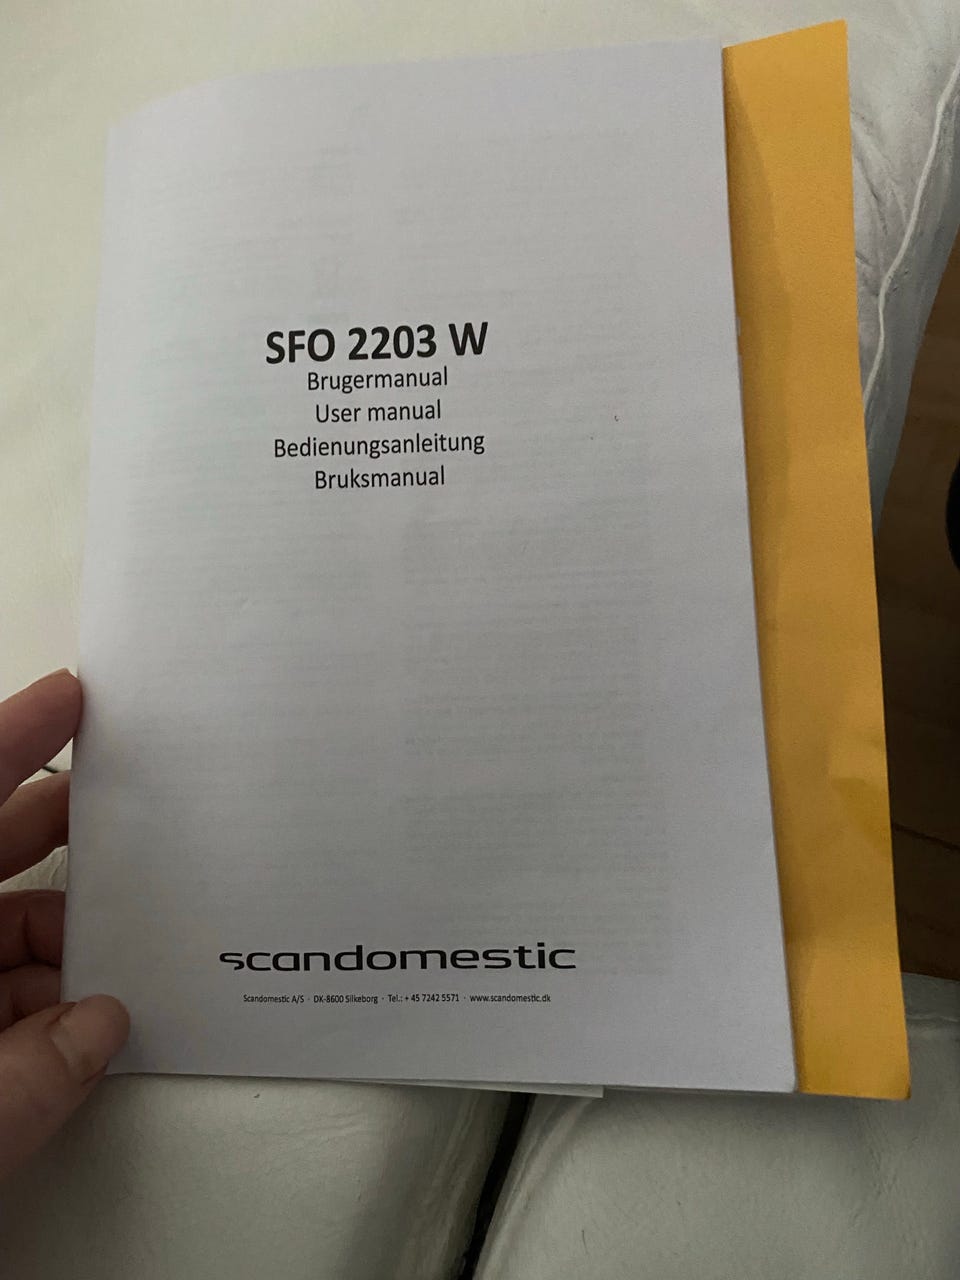 SFO 2203 W
Brugermanual
User manual
Bedienungsanleitung
Bruksmanual
scandomestic
Scandomestic A/S · DK-8600 Silkeborg · Tel.: + 45 7242 5571 · www.scandomestic.dk